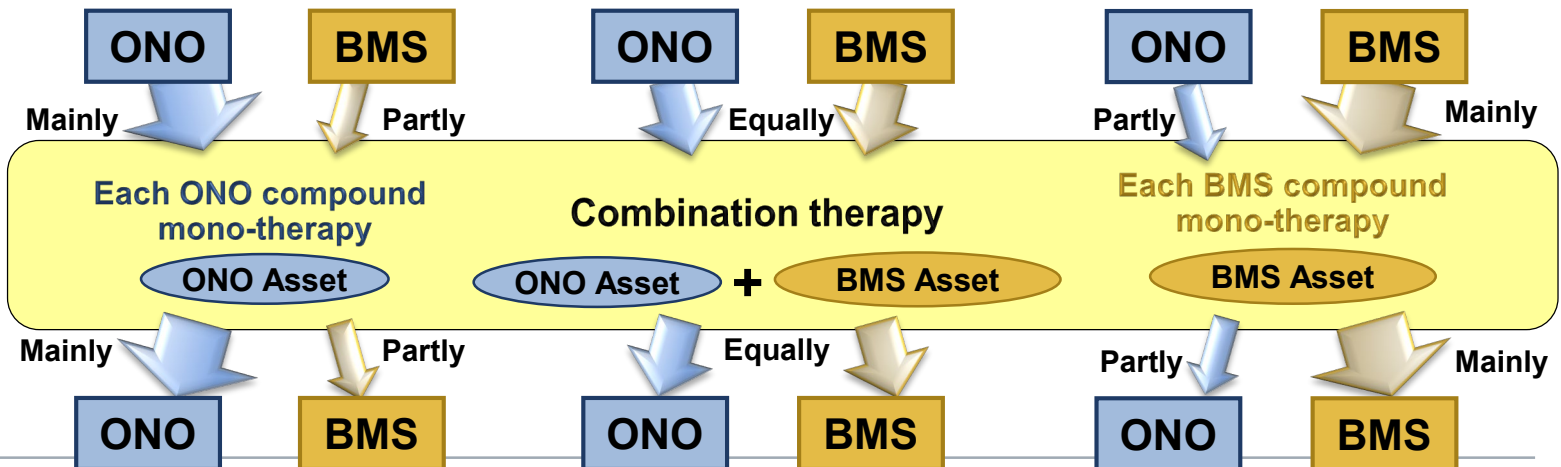 ONO
BMS
ONO
BMS
ONO
BMS
Mainly
Partly
Equally
Partly
Mainly
Each ONO compound
mono-therapy
ONO Asset
Combination therapy
ONO Asset + BMS Asset
Each BMS compound
mono-therapy
BMS Asset
Mainly
Partly
Equally
Partly
Mainly
ONO
BMS
ONO
BMS
ONO
BMS